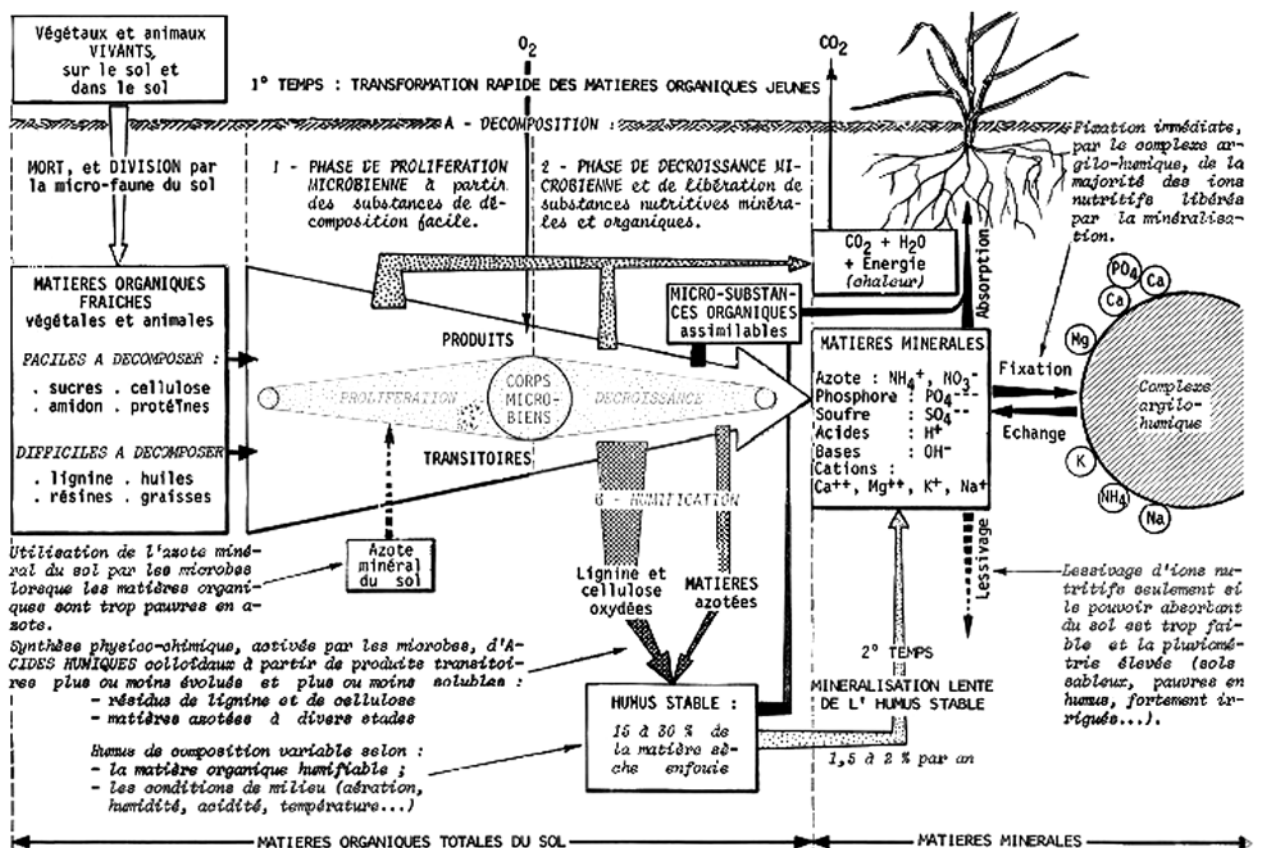 Végétaux et animaux
VIVANTS,
sur le sol et
dans le sol
O2
CO2
1° TEMPS : TRANSFORMATION RAPIDE DES MATIERES ORGANIQUES JEUNES
A - DECOMPOSITION :
MORT, et DIVISION par
la micro-faune du sol
1 - PHASE DE PROLIFERATION
MICROBIENNE à partir
des substances de dé-
composition facile.
2 - PHASE DE DECROISSANCE MI-
CROBIENNE et de libération de
substances nutritives minéra-
les et organiques.
Fixation immédiate,
par le complexe ar-
gilo-humique, de la
majorité des ions
nutritifs libérés
par la minéralisa-
tion.
CO2 + H2O
+ Energie
(chaleur)
Absorption
MATIERES ORGANIQUES
FRAICHES
végétales et animales
FACILES A DECOMPOSER :
. sucres . cellulose
. amidon . protéïnes
DIFFICILES A DECOMPOSER
. lignine . huiles
. résines . graisses
PRODUITS
PROLIFERATION
CORPS
MICRO-
BIENS
DECROISSANCE
TRANSITOIRES
MICRO-SUBSTAN-
CES ORGANIQUES
assimilables
MATIERES MINERALES
Azote : NH4+, NO3-
Phosphore : PO4---
Soufre : SO4--
Acides : H+
Bases : OH-
Cations :
Ca++, Mg++, K+, Na+
Fixation
Echange
PO4
Ca
Ca
Mg
K
NH4
Na
Complexe
argilo-
humique
B - HUMIFICATION
Azote
minéral
du sol
Utilisation de l'azote miné-
ral du sol par les microbes
lorsque les matières organi-
ques sont trop pauvres en a-
zote.
Lignine et
cellulose
oxydées
MATIERES
azotées
Lessivage
Lessivage d'ions nu-
tritifs seulement si
le pouvoir absorbant
du sol est trop fai-
ble et la pluviomé-
trie élevée (sols
sableux, pauvres en
humus, fortement ir-
rigués...).
Synthèse physico-chimique, activée par les microbes, d'A-
CIDES HUMIQUES colloïdaux à partir de produits transitoi-
res plus ou moins évolués et plus ou moins solubles :
- résidus de lignine et de cellulose
- matières azotées à divers stades
Humus de composition variable selon :
- la matière organique humifiable ;
- les conditions de milieu (aération,
humidité, acidité, température...)
HUMUS STABLE :
15 à 30 % de
la matière sè-
che enfouie
2° TEMPS
MINERALISATION LENTE
DE L' HUMUS STABLE
1,5 à 2 % par an
MATIERES ORGANIQUES TOTALES DU SOL
MATIERES MINERALES